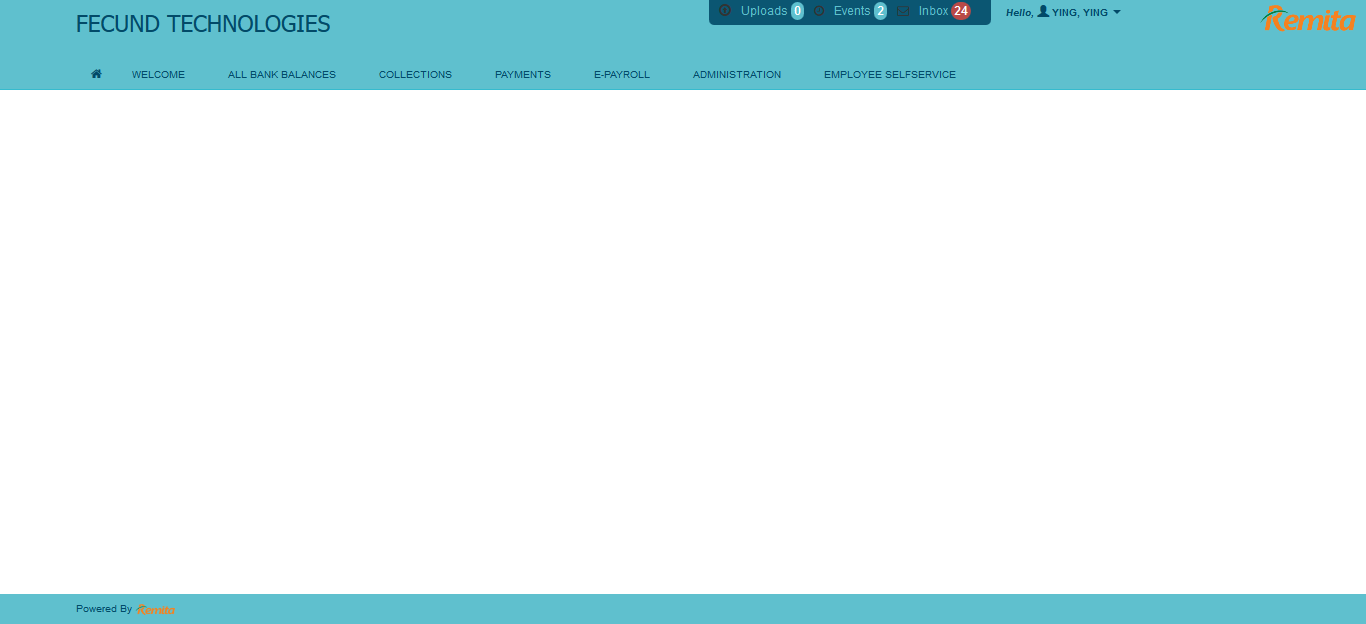 FECUND TECHNOLOGIES
Uploads 0 Events 2 Inbox 24
Hello, YING, YING
Remita
WELCOME ALL BANK BALANCES COLLECTIONS PAYMENTS E-PAYROLL ADMINISTRATION EMPLOYEE SELFSERVICE
Powered By Remita